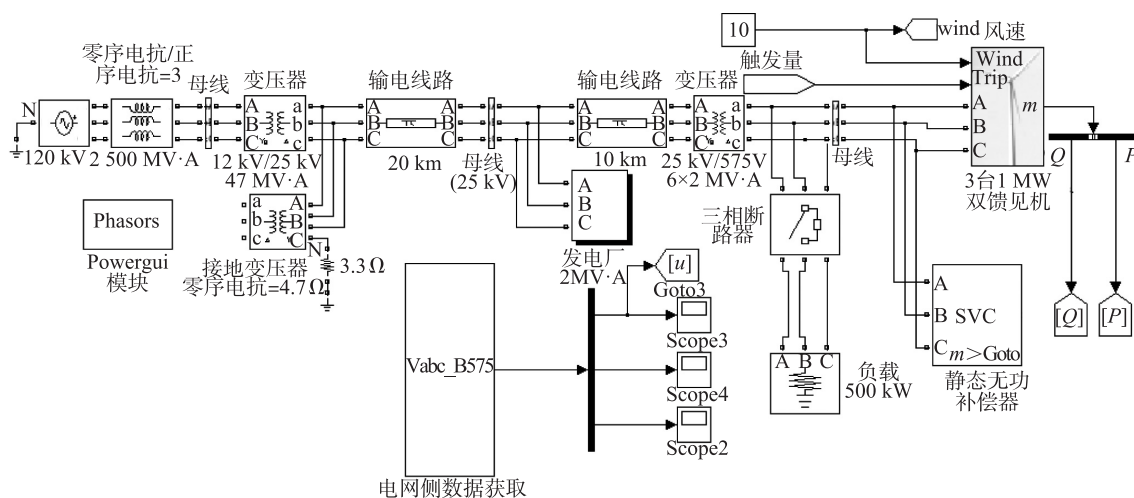 零序电抗/正
序电抗=3
N
120 kV
2 500 MV·A
母线
变压器
A
B
C
a
b
c
12 kV/25 kV
47 MV·A
a
b
c
A
B
C
N
接地变压器
零序电抗=4.7Ω
3.3 Ω
Phasors
Powergui
模块
输电线路
A
B
C
A
B
C
20 km
母线
(25 kV)
A
B
C
发电厂
2MV·A
输电线路
A
B
C
A
B
C
10 km
变压器
A
B
C
a
b
c
25 kV/575V
6×2 MV·A
母线
10
wind 风速
触发量
Wind
Trip
A
B
C
m
3台1 MW
双馈见机
Q
P
[Q]
[P]
三相断
路器
A B C
负载
500 kW
A
B SVC
C
m>Goto
静态无功
补偿器
Vabc_B575
电网侧数据获取
[u]
Goto3
Scope3
Scope4
Scope2